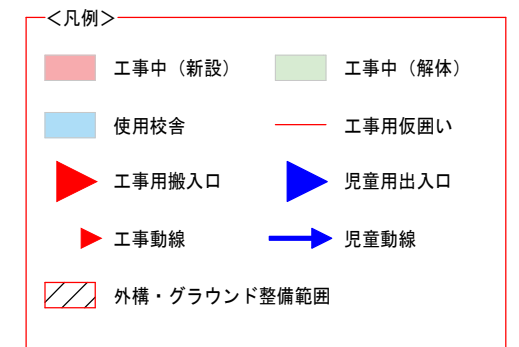 <凡例>
工事中（新設） 工事中（解体）
使用校舎 工事用仮囲い
工事用搬入口 児童用出入口
工事動線 児童動線
外構・グラウンド整備範囲